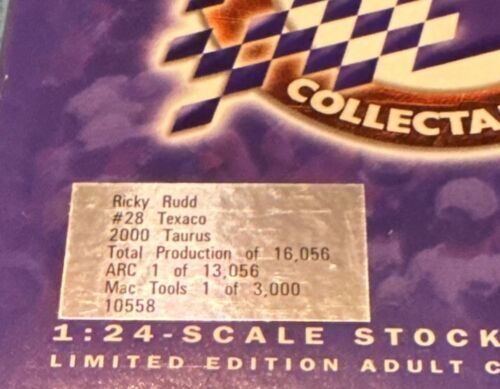 COLLECTA
Ricky Rudd
#28 Texaco
2000 Taurus
Total Production of 16,056
ARC 1 of 13,056
Mac Tools 1 of 3,000
10558
1:24-SCALE STOCK
LIMITED EDITION ADULT C